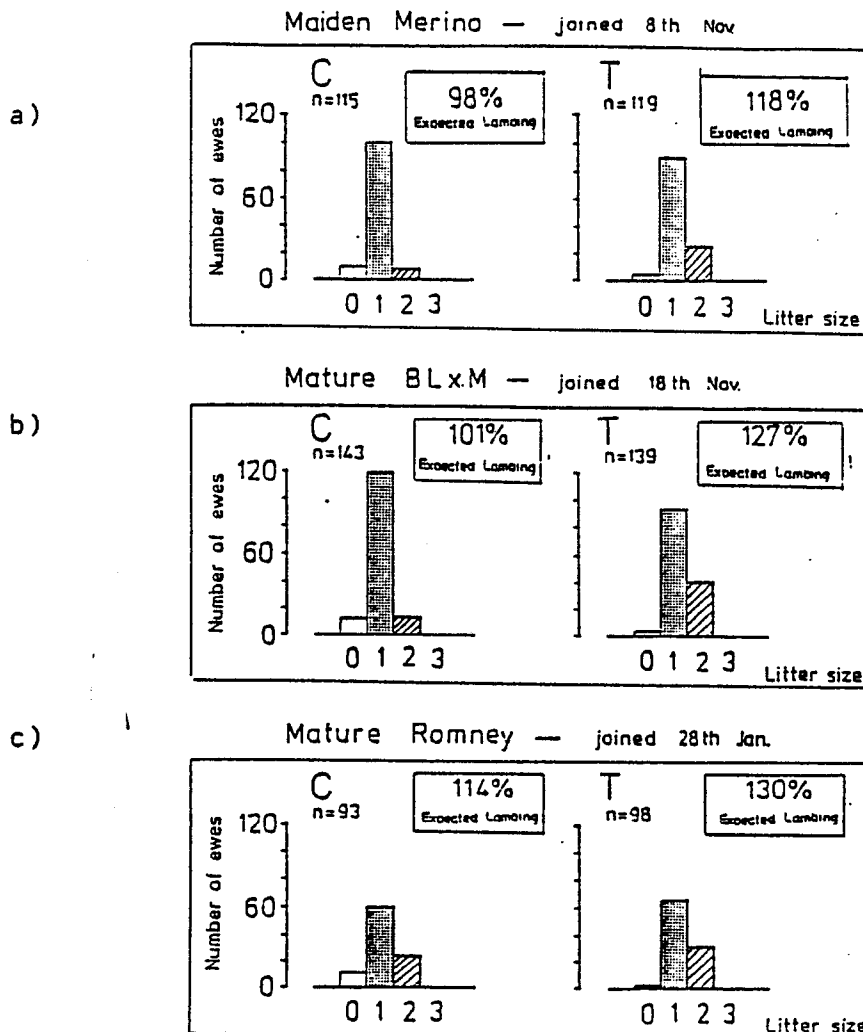 Maiden Merino — joined 8th Nov.
a)
C
n=115
98%
Expected Lambing
T
n=119
118%
Expected Lambing
Number of ewes
120
60
0
0 1 2 3
0 1 2 3
Litter size
Mature BLxM — joined 18th Nov.
b)
C
n=143
101%
Expected Lambing
T
n=139
127%
Expected Lambing
Number of ewes
120
60
0
0 1 2 3
0 1 2 3
Litter size
Mature Romney — joined 28th Jan.
c)
C
n=93
114%
Expected Lambing
T
n=98
130%
Expected Lambing
Number of ewes
120
60
0
0 1 2 3
0 1 2 3
Litter size